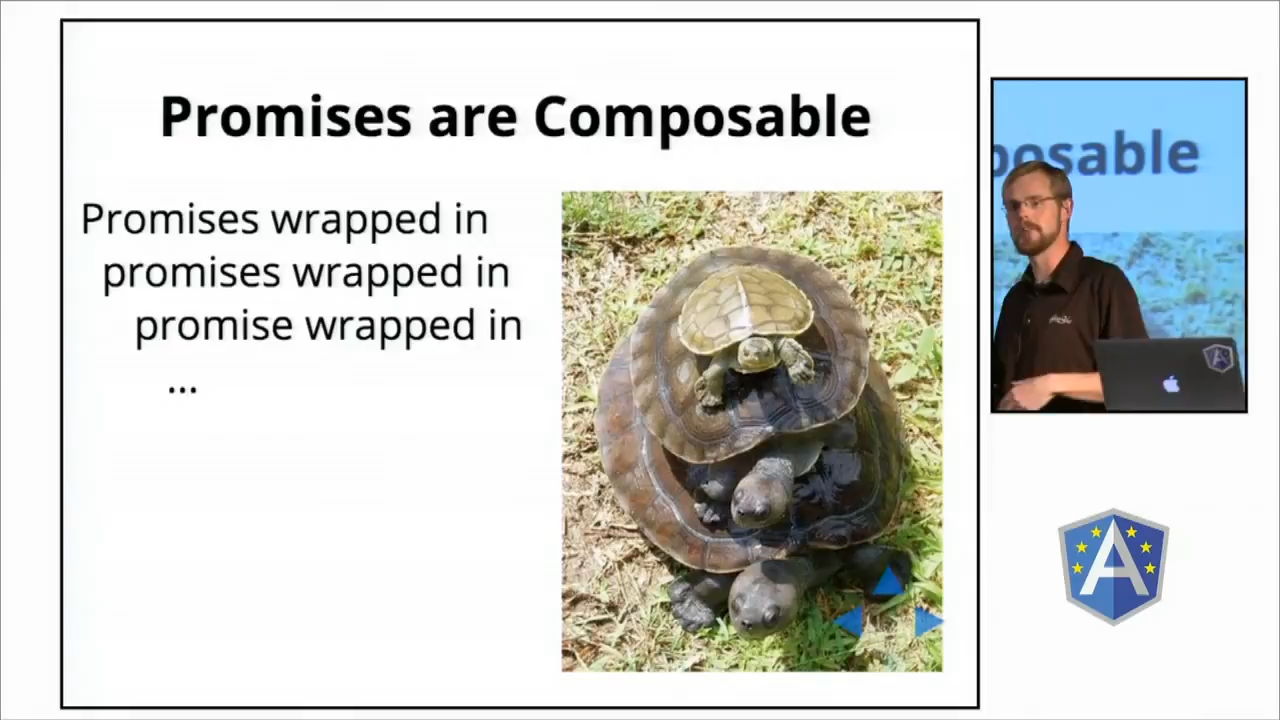 Promises are Composable
Promises wrapped in
promises wrapped in
promise wrapped in
...
posable
A